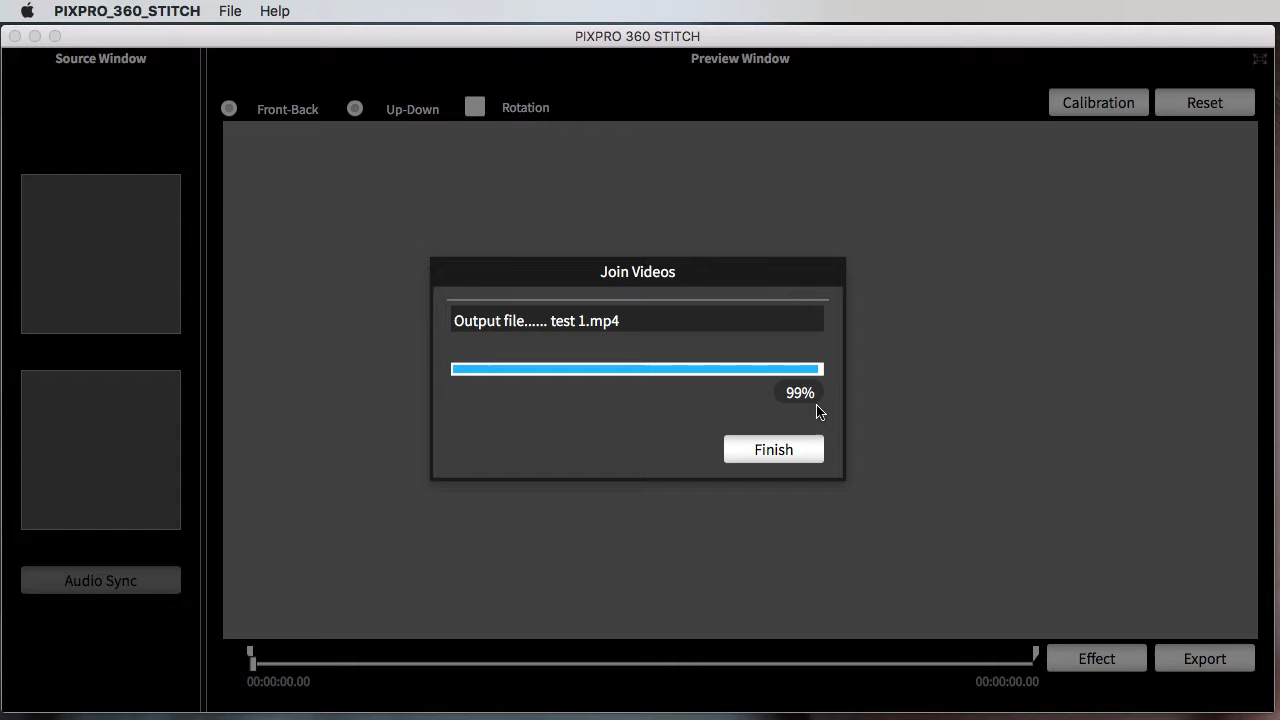 PIXPRO_360_STITCH File Help
PIXPRO 360 STITCH
Source Window
Preview Window
Front-Back
Up-Down
Rotation
Calibration
Reset
Join Videos
Output file...... test 1.mp4
99%
Finish
Audio Sync
Effect
Export
00:00:00.00
00:00:00.00